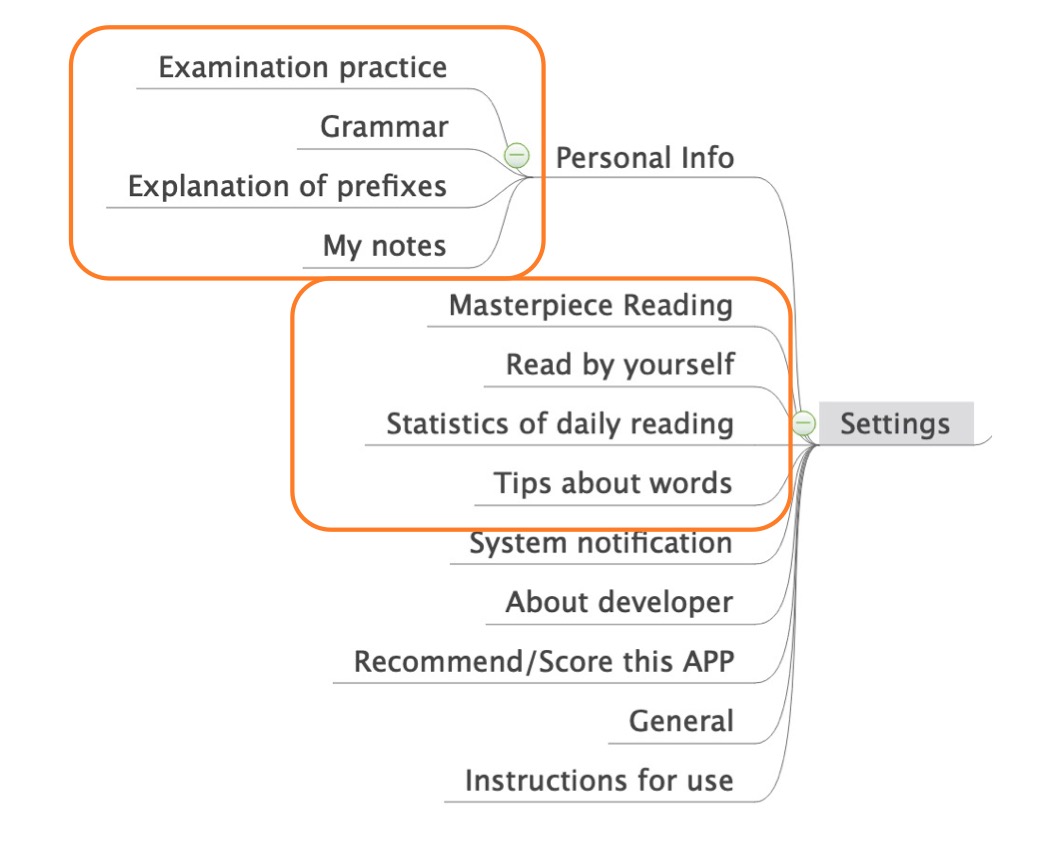 Examination practice
Grammar
Personal Info
Explanation of prefixes
My notes
Masterpiece Reading
Read by yourself
Statistics of daily reading
Settings
Tips about words
System notification
About developer
Recommend/Score this APP
General
Instructions for use